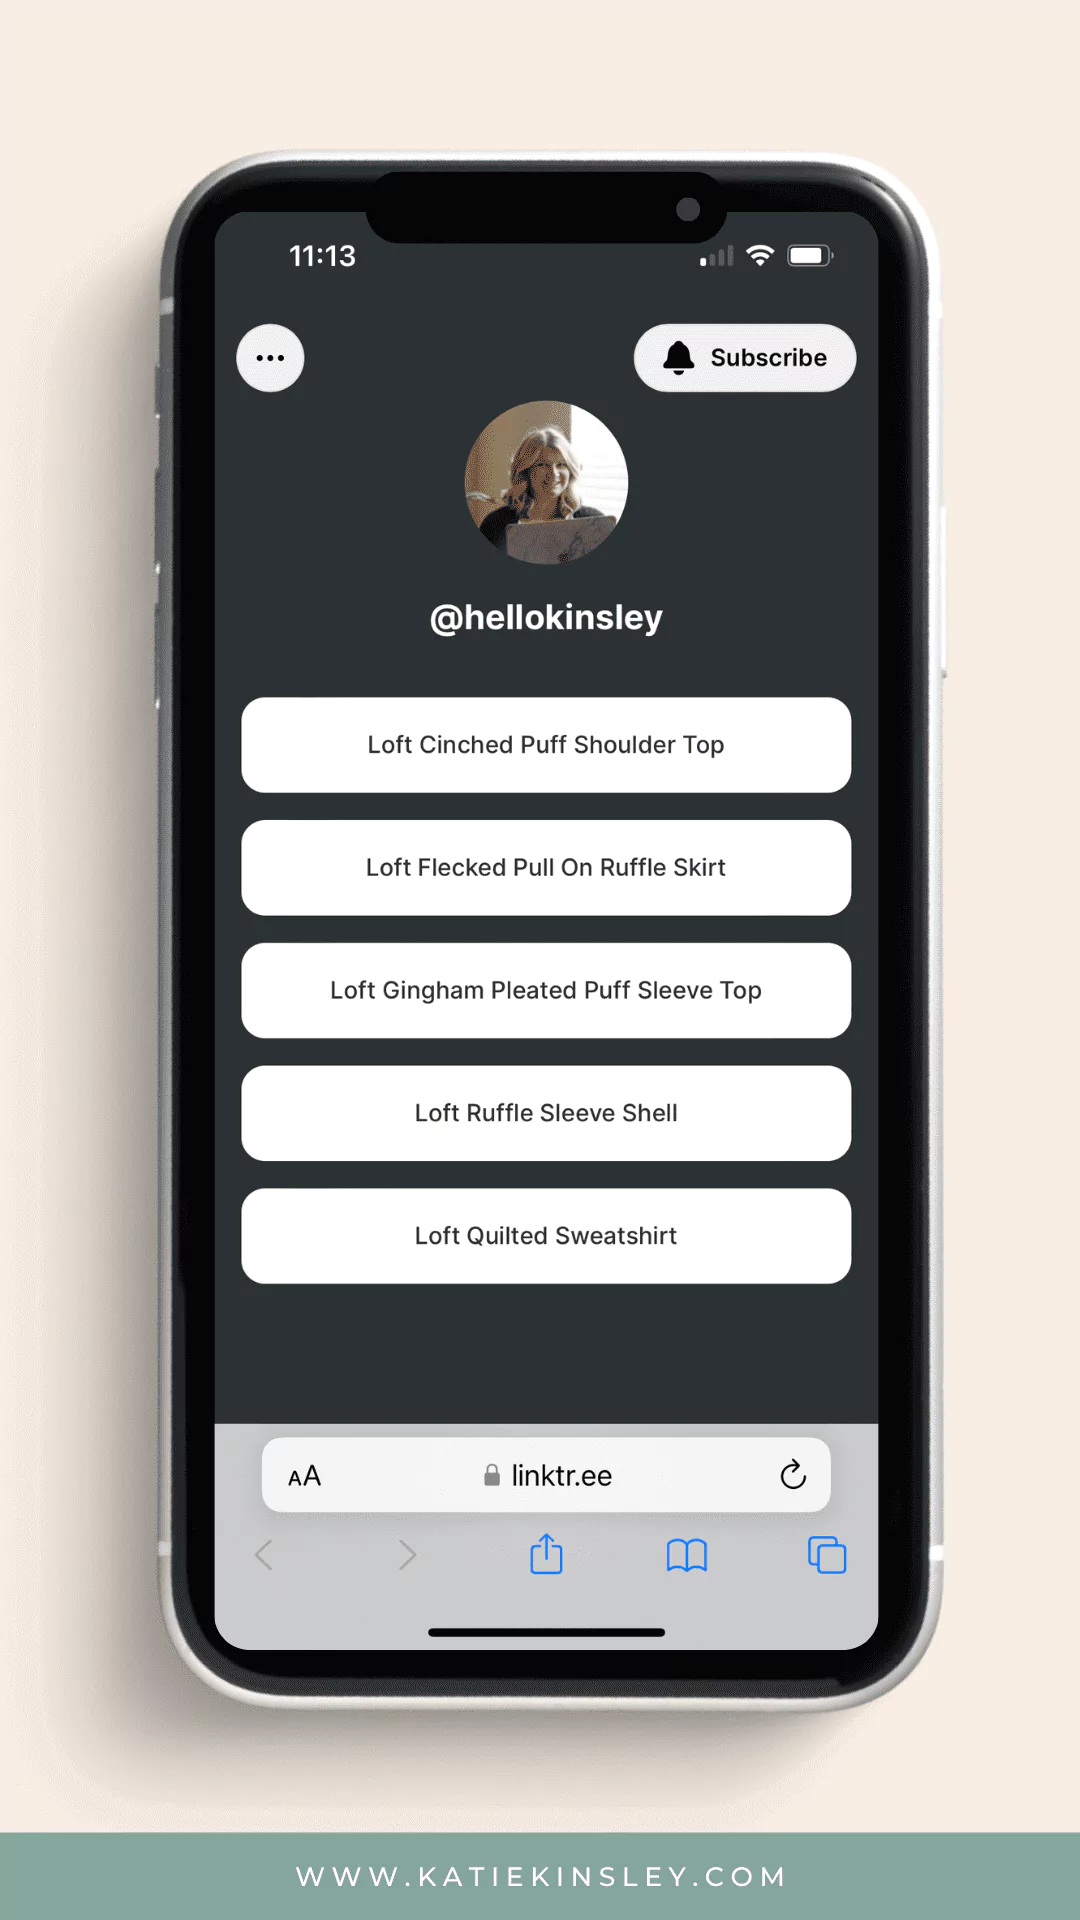 11:13
Subscribe
@hellokinsley
Loft Cinched Puff Shoulder Top
Loft Flecked Pull On Ruffle Skirt
Loft Gingham Pleated Puff Sleeve Top
Loft Ruffle Sleeve Shell
Loft Quilted Sweatshirt
AA linktr.ee
WWW.KATIEKINSLEY.COM